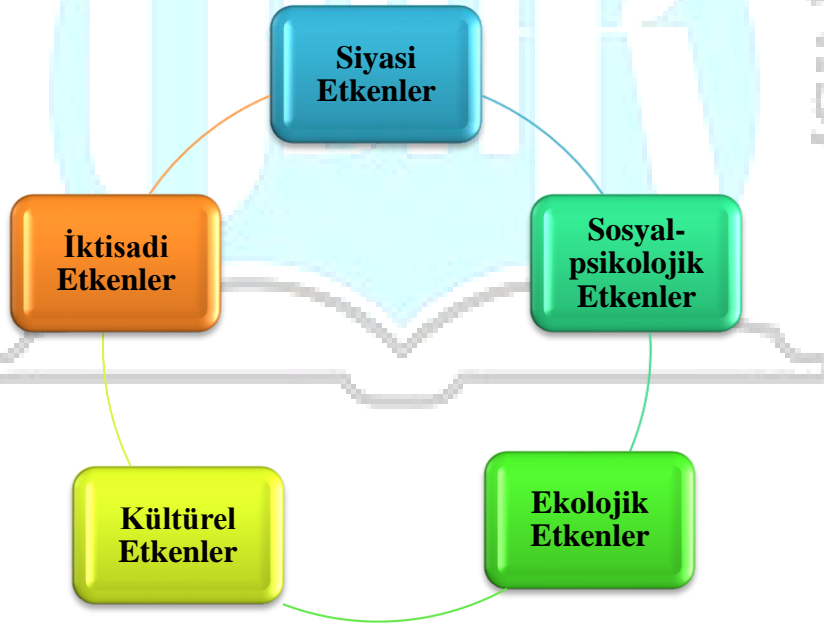 Siyasi
Etkenler
Sosyal-
psikolojik
Etkenler
Ekolojik
Etkenler
Kültürel
Etkenler
İktisadi
Etkenler